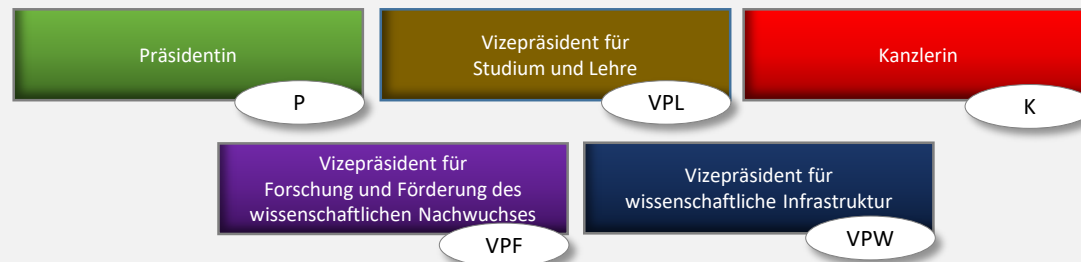 Präsidentin
P
Vizepräsident für
Studium und Lehre
VPL
Kanzlerin
K
Vizepräsident für
Forschung und Förderung des
wissenschaftlichen Nachwuchses
VPF
Vizepräsident für
wissenschaftliche Infrastruktur
VPW